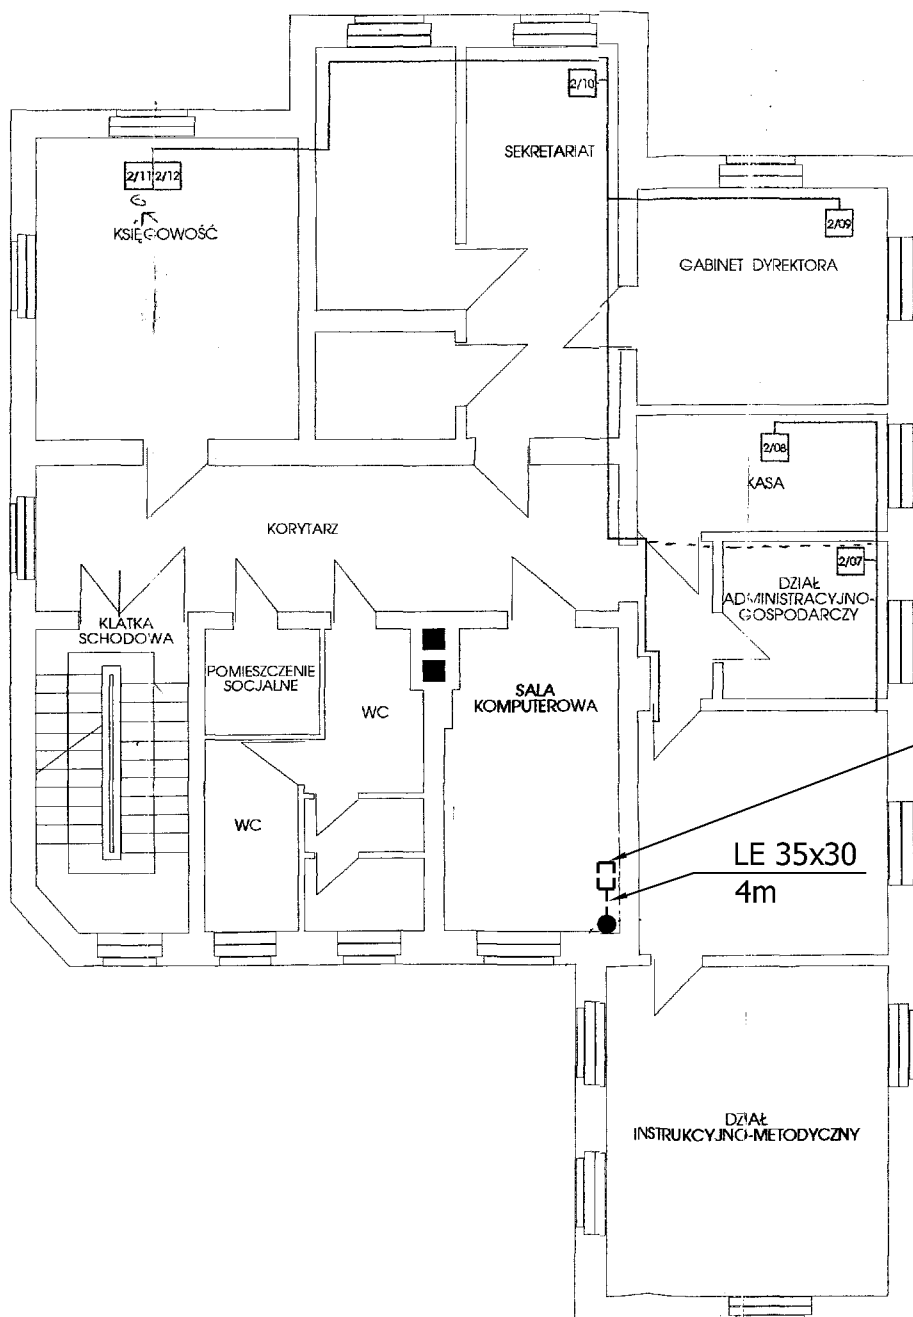 2/10
SEKRETARIAT
2/11 2/12
KSIĘGOWOŚĆ
2/09
GABINET DYREKTORA
2/08
KASA
KORYTARZ
2/07
DZIAŁ
ADMINISTRACYJNO-
GOSPODARCZY
KLATKA
SCHODOWA
POMIESZCZENIE
SOCJALNE
WC
SALA
KOMPUTEROWA
WC
LE 35x30
4m
DZIAŁ
INSTRUKCYJNO-METODYCZNY